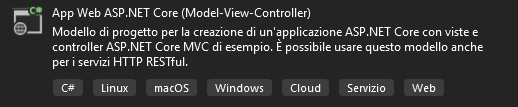 App Web ASP.NET Core (Model-View-Controller)
Modello di progetto per la creazione di un'applicazione ASP.NET Core con viste e
controller ASP.NET Core MVC di esempio. È possibile usare questo modello anche
per i servizi HTTP RESTful.
C# Linux macOS Windows Cloud Servizio Web